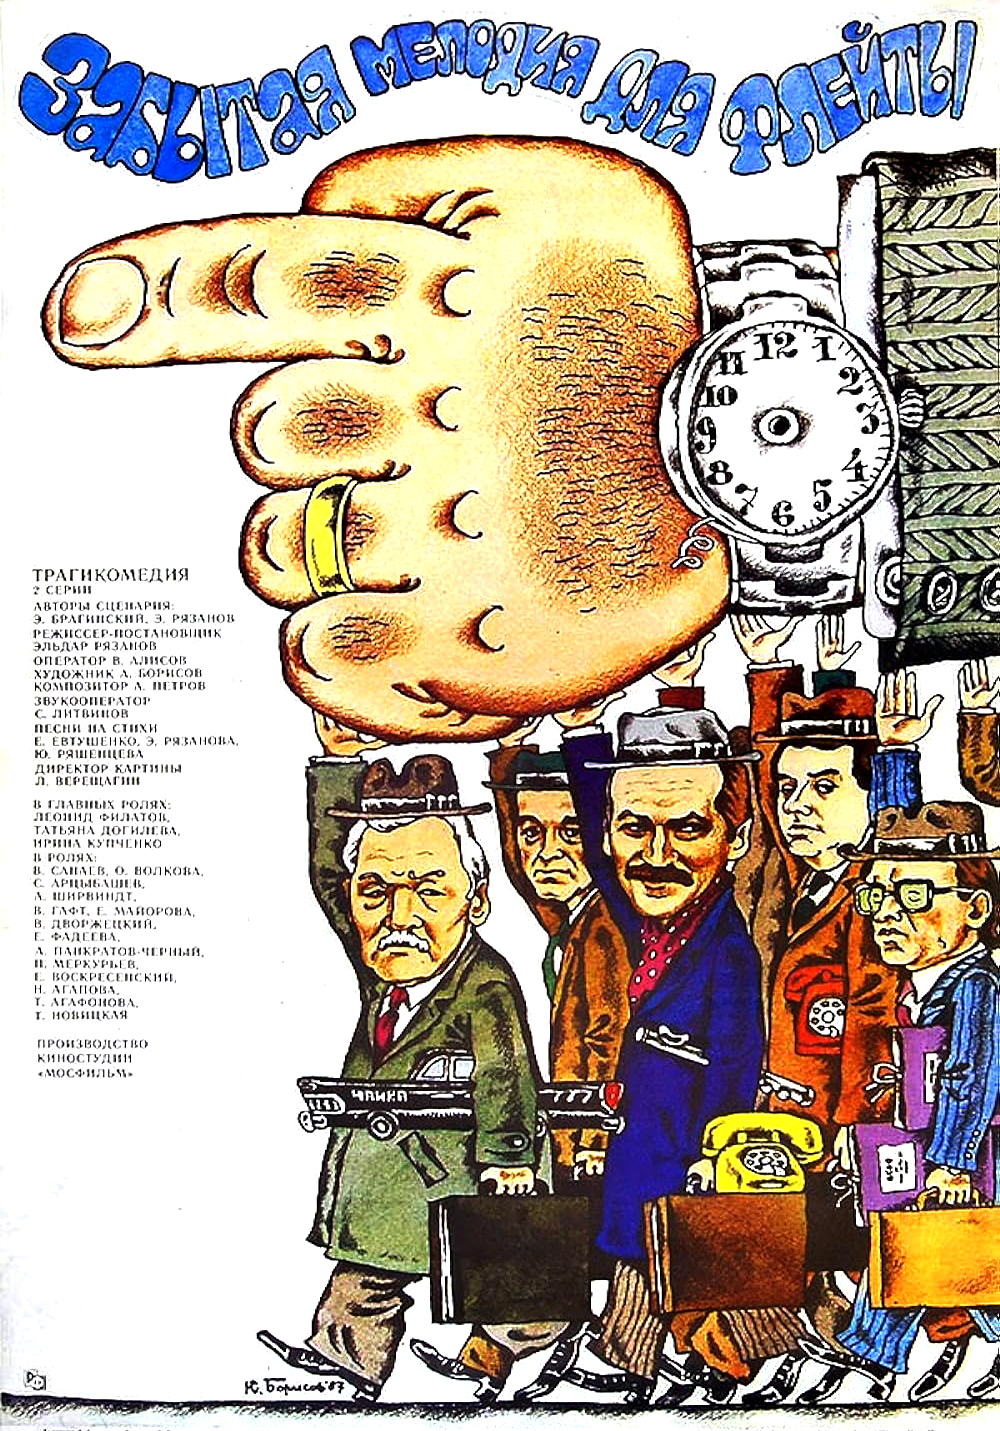 ЗАБЫТАЯ МЕЛОДИЯ ДЛЯ ФЛЕЙТЫ
11 12 1
10 2
9 3
8 4
7 6 5
ТРАГИКОМЕДИЯ
2 СЕРИИ
АВТОРЫ СЦЕНАРИЯ:
Э. БРАГИНСКИЙ, Э. РЯЗАНОВ
РЕЖИССЕР-ПОСТАНОВЩИК
ЭЛЬДАР РЯЗАНОВ
ОПЕРАТОР В. АЛИСОВ
ХУДОЖНИК А. БОРИСОВ
КОМПОЗИТОР А. ПЕТРОВ
ЗВУКООПЕРАТОР
С. ЛИТВИНОВ
ПЕСНИ НА СТИХИ
Е. ЕВТУШЕНКО, Э. РЯЗАНОВА,
Ю. РЯШЕНЦЕВА
ДИРЕКТОР КАРТИНЫ
Л. ВЕРЕЩАГИН
В ГЛАВНЫХ РОЛЯХ:
ЛЕОНИД ФИЛАТОВ,
ТАТЬЯНА ДОГИЛЕВА,
ИРИНА КУПЧЕНКО
В РОЛЯХ:
В. САНАЕВ, О. ВОЛКОВА,
С. АРЦЫБАШЕВ,
А. ШИРВИНДТ,
В. ГАФТ, Е. МАЙОРОВА,
В. ДВОРЖЕЦКИЙ,
Е. ФАДЕЕВА,
А. ПАНКРАТОВ-ЧЕРНЫЙ,
П. МЕРКУРЬЕВ,
Е. ВОСКРЕСЕНСКИЙ,
Н. АГАПОВА,
Т. АГАФОНОВА,
Т. НОВИЦКАЯ
ПРОИЗВОДСТВО
КИНОСТУДИИ
«МОСФИЛЬМ»
ЧАЙКА
Ю. Борисов'87